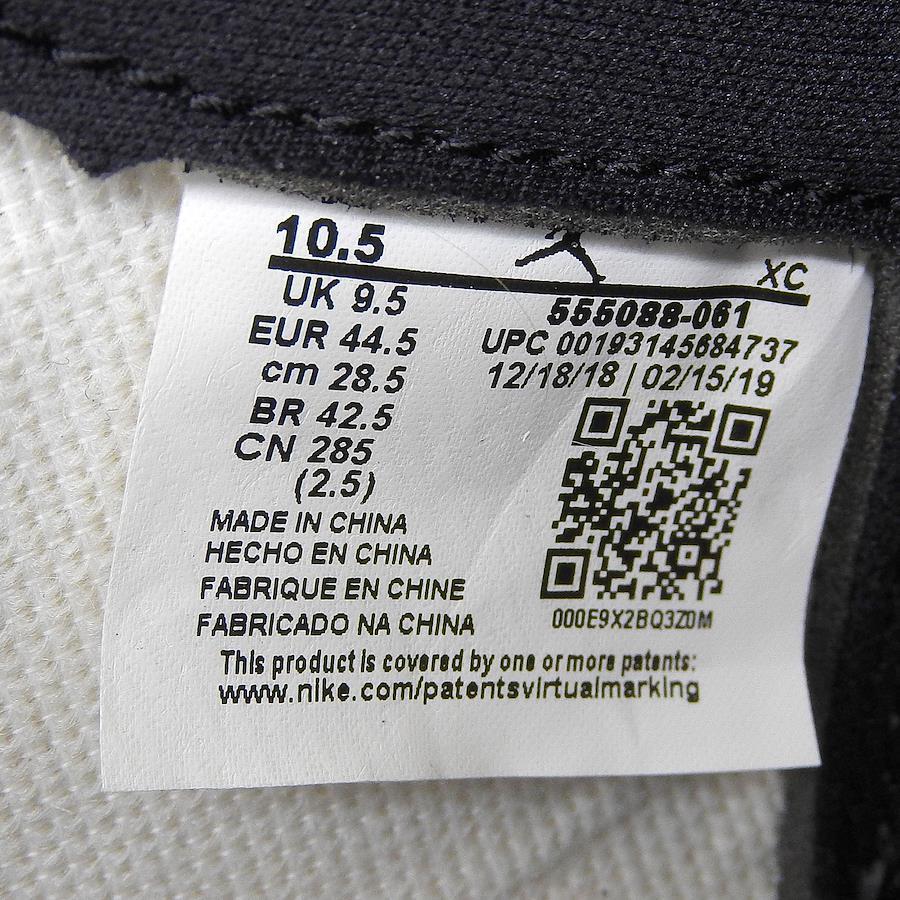 10.5
XC
UK 9.5
EUR 44.5
cm 28.5
BR 42.5
CN 285
(2.5)
555088-061
UPC 00193145684737
12/18/18 | 02/15/19
000E9X2BQ3Z0M
MADE IN CHINA
HECHO EN CHINA
FABRIQUE EN CHINE
FABRICADO NA CHINA
This product is covered by one or more patents:
www.nike.com/patentsvirtualmarking